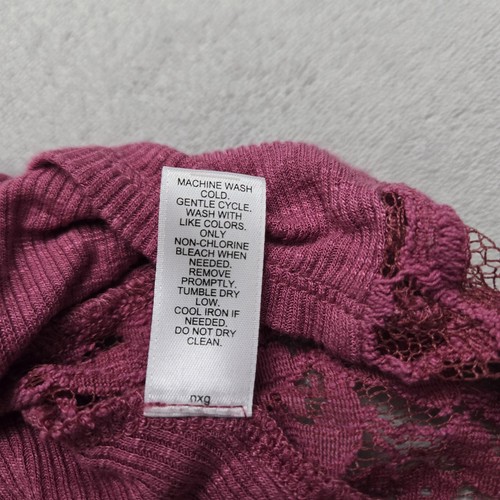 MACHINE WASH
COLD.
GENTLE CYCLE.
WASH WITH
LIKE COLORS.
ONLY
NON-CHLORINE
BLEACH WHEN
NEEDED.
REMOVE
PROMPTLY.
TUMBLE DRY
LOW.
COOL IRON IF
NEEDED.
DO NOT DRY
CLEAN.
nxg